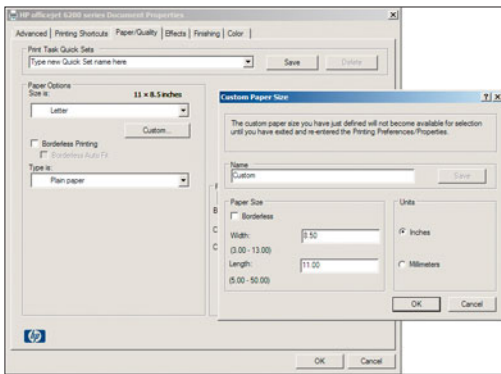 HP officejet 6200 series Document Properties
Advanced
Printing Shortcuts
Paper/Quality
Effects
Finishing
Color
Print Task Quick Sets
Type new Quick Set name here
Save
Delete
Paper Options
Size is:
11 × 8.5 inches
Letter
Custom...
Borderless Printing
Borderless Auto Fit
Type is:
Plain paper
OK
Cancel
Custom Paper Size
The custom paper size you have just defined will not become available for selection
until you have exited and re-entered the Printing Preferences/Properties.
Name
Custom
Save
Paper Size
Borderless
Width:
8.50
(3.00 - 13.00)
Length:
11.00
(5.00 - 50.00)
Units
Inches
Millimeters
OK
Cancel
hp